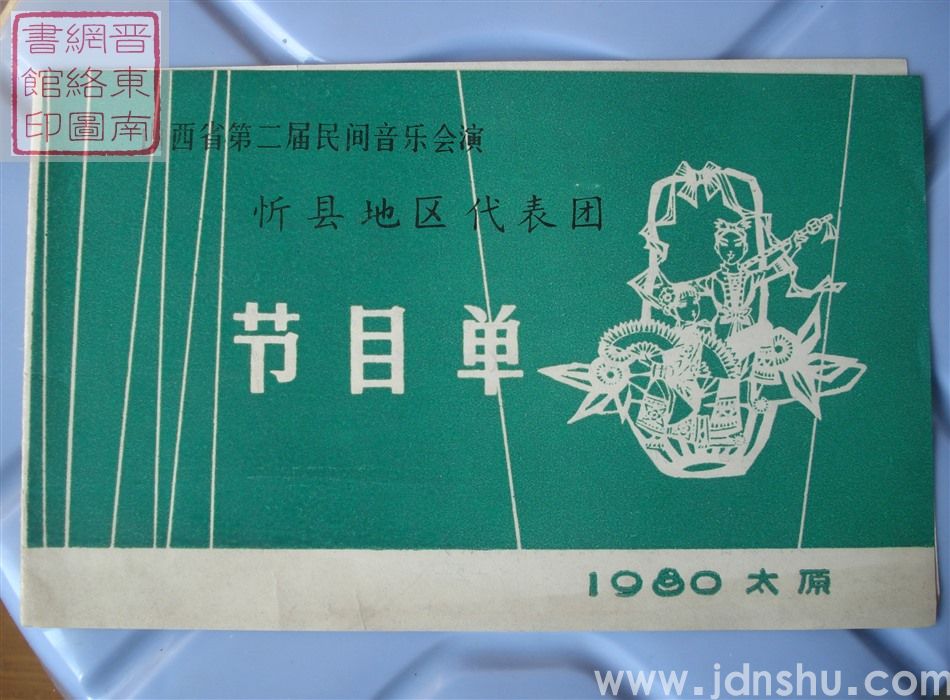 晋东南
網絡圖
書館印
西省第二届民间音乐会演
忻县地区代表团
节目单
1980 太原
www.jdnshu.com